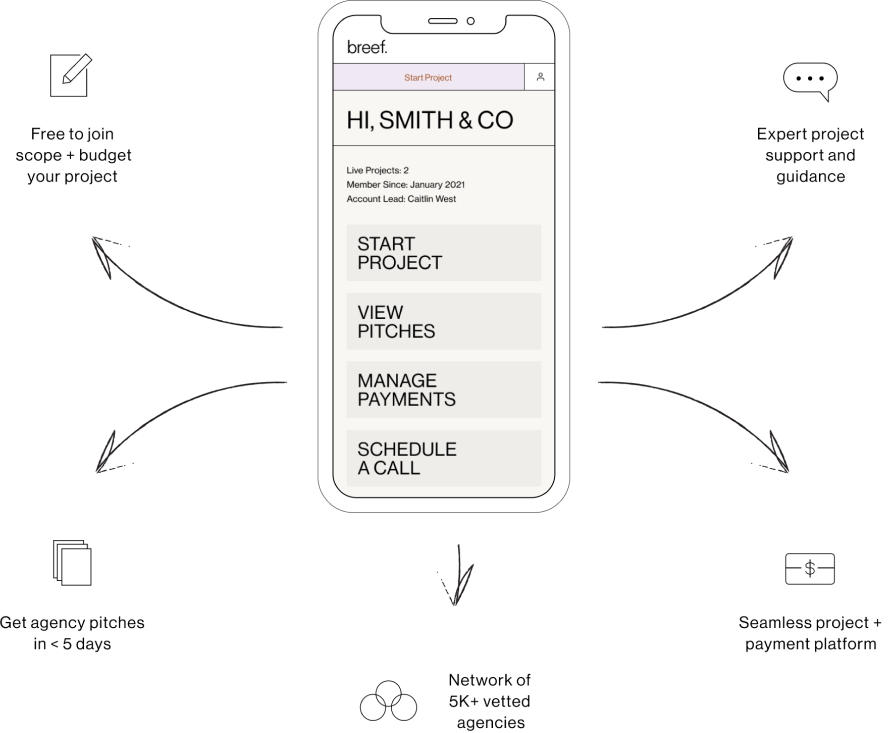 breef.
Start Project
HI, SMITH & CO
Live Projects: 2
Member Since: January 2021
Account Lead: Caitlin West
START
PROJECT
VIEW
PITCHES
MANAGE
PAYMENTS
SCHEDULE
A CALL
Free to join
scope + budget
your project
Expert project
support and
guidance
Get agency pitches
in < 5 days
$
Seamless project +
payment platform
Network of
5K+ vetted
agencies